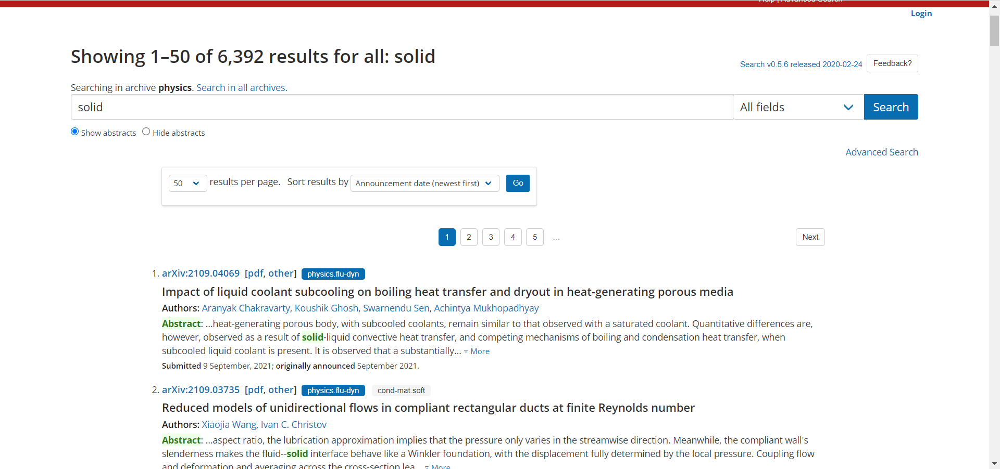 Help | Advanced Search
Login
Showing 1–50 of 6,392 results for all: solid
Search v0.5.6 released 2020-02-24
Feedback?
Searching in archive physics. Search in all archives.
solid
All fields
Search
Show abstracts
Hide abstracts
Advanced Search
50
results per page.
Sort results by
Announcement date (newest first)
Go
1
2
3
4
5
...
Next
1. arXiv:2109.04069 [pdf, other] physics.flu-dyn
Impact of liquid coolant subcooling on boiling heat transfer and dryout in heat-generating porous media
Authors: Aranyak Chakravarty, Koushik Ghosh, Swarnendu Sen, Achintya Mukhopadhyay
Abstract: ...heat-generating porous body, with subcooled coolants, remain similar to that observed with a saturated coolant. Quantitative differences are,
however, observed as a result of solid-liquid convective heat transfer, and competing mechanisms of boiling and condensation heat transfer, when
subcooled liquid coolant is present. It is observed that a substantially... ▿ More
Submitted 9 September, 2021; originally announced September 2021.
2. arXiv:2109.03735 [pdf, other] physics.flu-dyn cond-mat.soft
Reduced models of unidirectional flows in compliant rectangular ducts at finite Reynolds number
Authors: Xiaojia Wang, Ivan C. Christov
Abstract: ...aspect ratio, the lubrication approximation implies that the pressure only varies in the streamwise direction. Meanwhile, the compliant wall's
slenderness makes the fluid--solid interface behave like a Winkler foundation, with the displacement fully determined by the local pressure. Coupling flow
and deformation and averaging across the cross-section lea... ▿ More